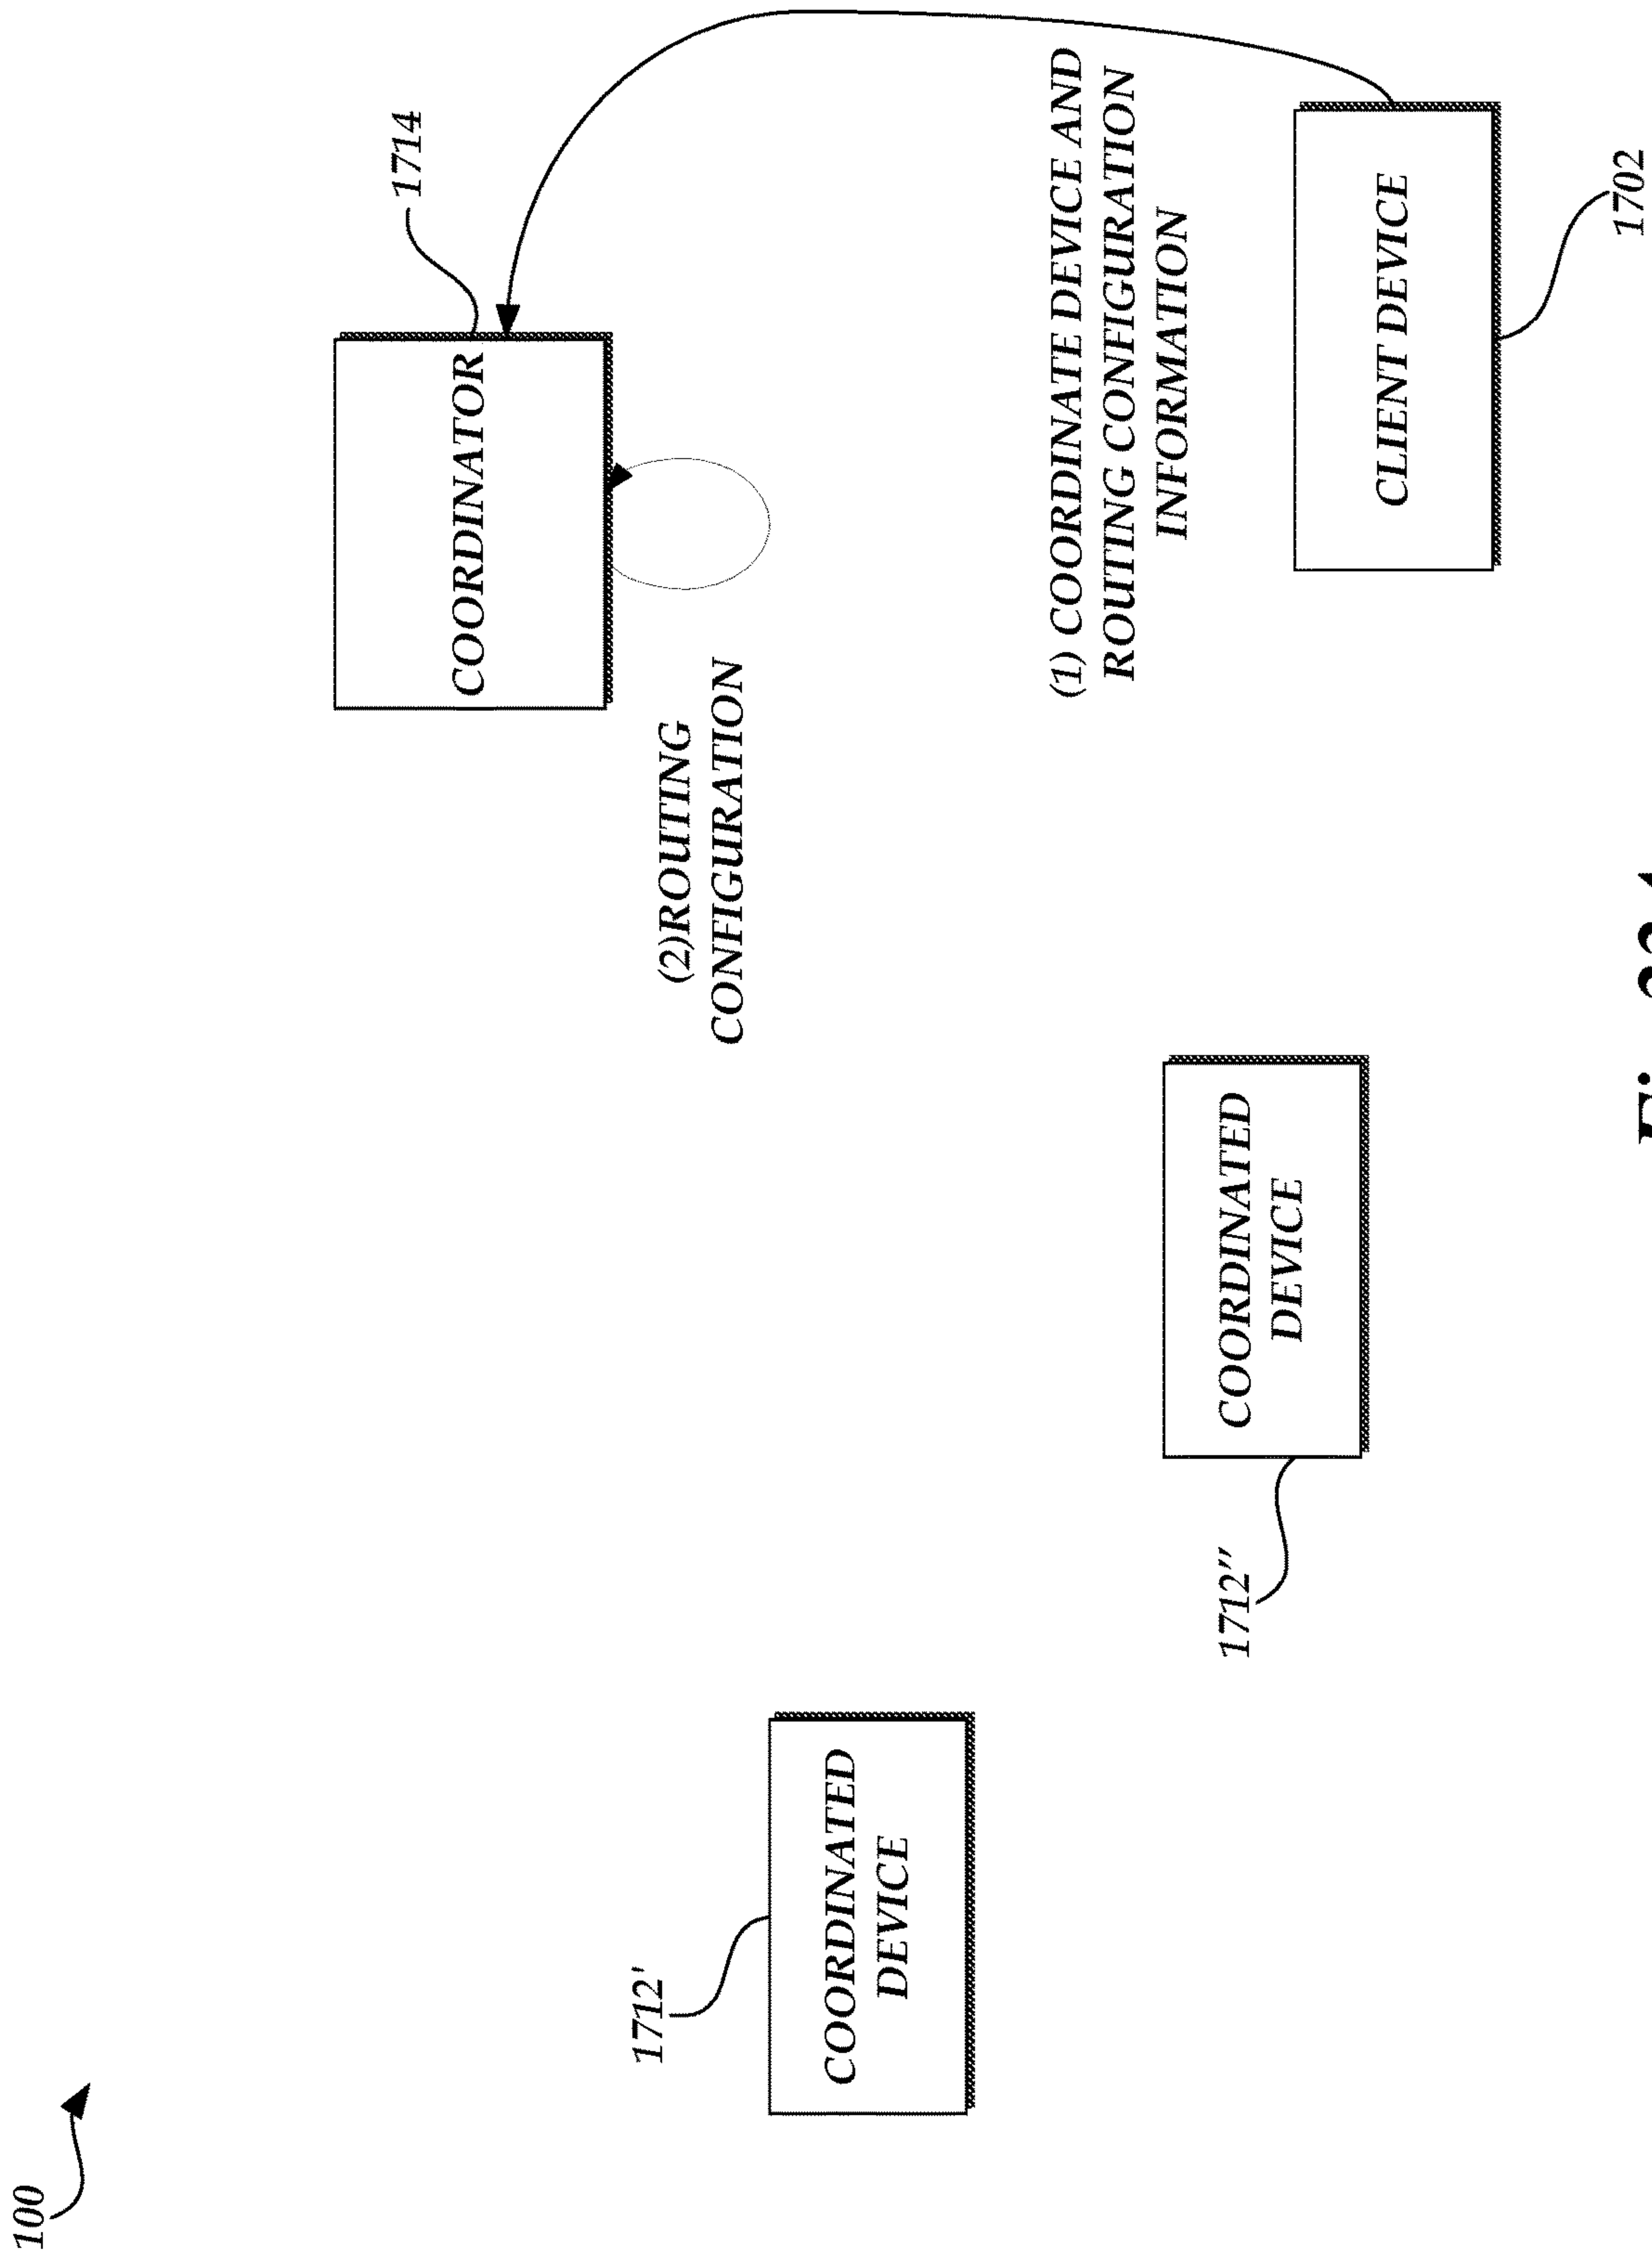 100
1714
COORDINATOR
1712'
(2)ROUTING
CONFIGURATION
COORDINATED
DEVICE
(1) COORDINATE DEVICE AND
ROUTING CONFIGURATION
INFORMATION
1712''
COORDINATED
DEVICE
CLIENT DEVICE
1702